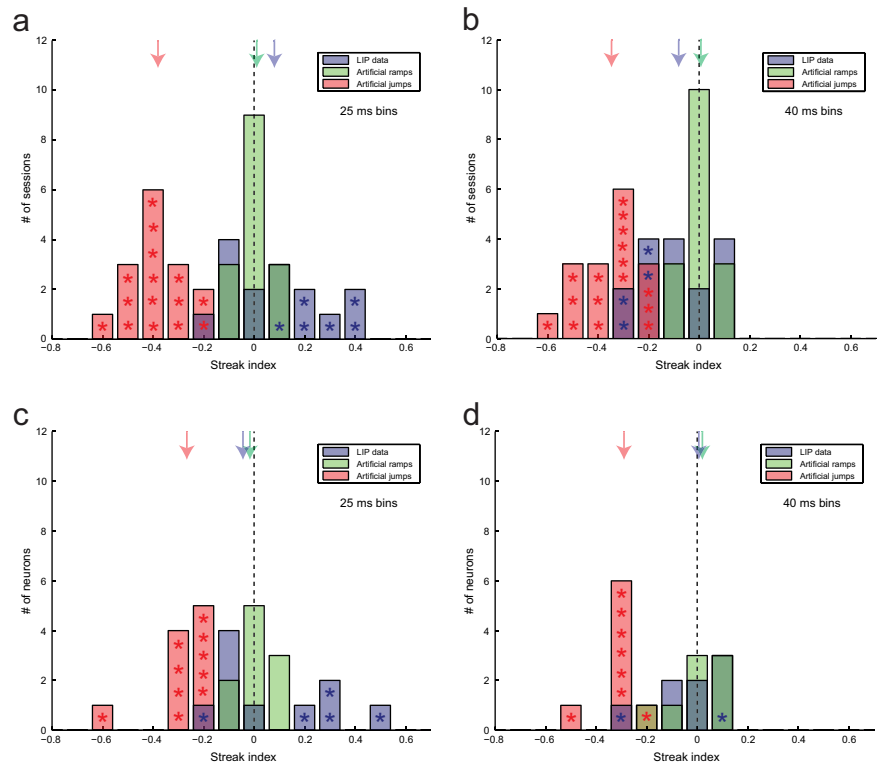 a
12
10
8
6
4
2
0
# of sessions
−0.8
−0.6
−0.4
−0.2
0
0.2
0.4
0.6
Streak index
LIP data
Artificial ramps
Artificial jumps
25 ms bins
b
12
10
8
6
4
2
0
# of sessions
−0.8
−0.6
−0.4
−0.2
0
0.2
0.4
0.6
Streak index
LIP data
Artificial ramps
Artificial jumps
40 ms bins
c
12
10
8
6
4
2
0
# of neurons
−0.8
−0.6
−0.4
−0.2
0
0.2
0.4
0.6
Streak index
LIP data
Artificial ramps
Artificial jumps
25 ms bins
d
12
10
8
6
4
2
0
# of neurons
−0.8
−0.6
−0.4
−0.2
0
0.2
0.4
0.6
Streak index
LIP data
Artificial ramps
Artificial jumps
40 ms bins